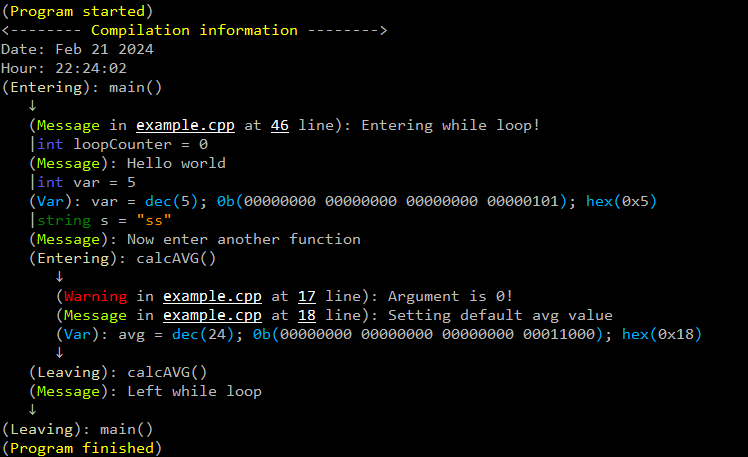 (Program started)
<-------- Compilation information -------->
Date: Feb 21 2024
Hour: 22:24:02
(Entering): main()
↓
(Message in example.cpp at 46 line): Entering while loop!
|int loopCounter = 0
(Message): Hello world
|int var = 5
(Var): var = dec(5); 0b(00000000 00000000 00000000 00000101); hex(0x5)
|string s = "ss"
(Message): Now enter another function
(Entering): calcAVG()
↓
(Warning in example.cpp at 17 line): Argument is 0!
(Message in example.cpp at 18 line): Setting default avg value
(Var): avg = dec(24); 0b(00000000 00000000 00000000 00011000); hex(0x18)
↓
(Leaving): calcAVG()
(Message): Left while loop
↓
(Leaving): main()
(Program finished)